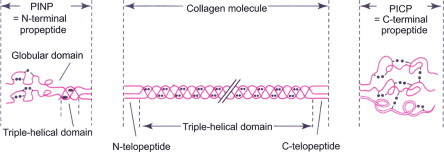 PINP
= N-terminal
propeptide
Globular domain
Triple-helical domain
Collagen molecule
Triple-helical domain
N-telopeptide
C-telopeptide
PICP
= C-terminal
propeptide